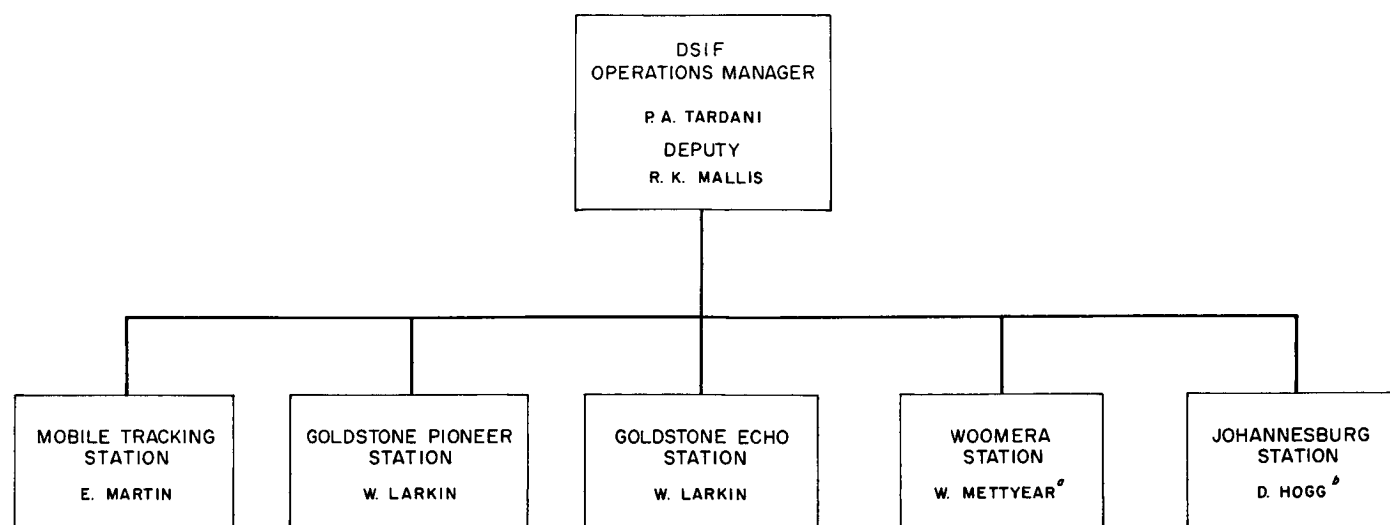 DSIF
OPERATIONS MANAGER
P. A. TARDANI
DEPUTY
R. K. MALLIS
MOBILE TRACKING
STATION
E. MARTIN
GOLDSTONE PIONEER
STATION
W. LARKIN
GOLDSTONE ECHO
STATION
W. LARKIN
WOOMERA
STATION
W. METTYEAR a
JOHANNESBURG
STATION
D. HOGG b